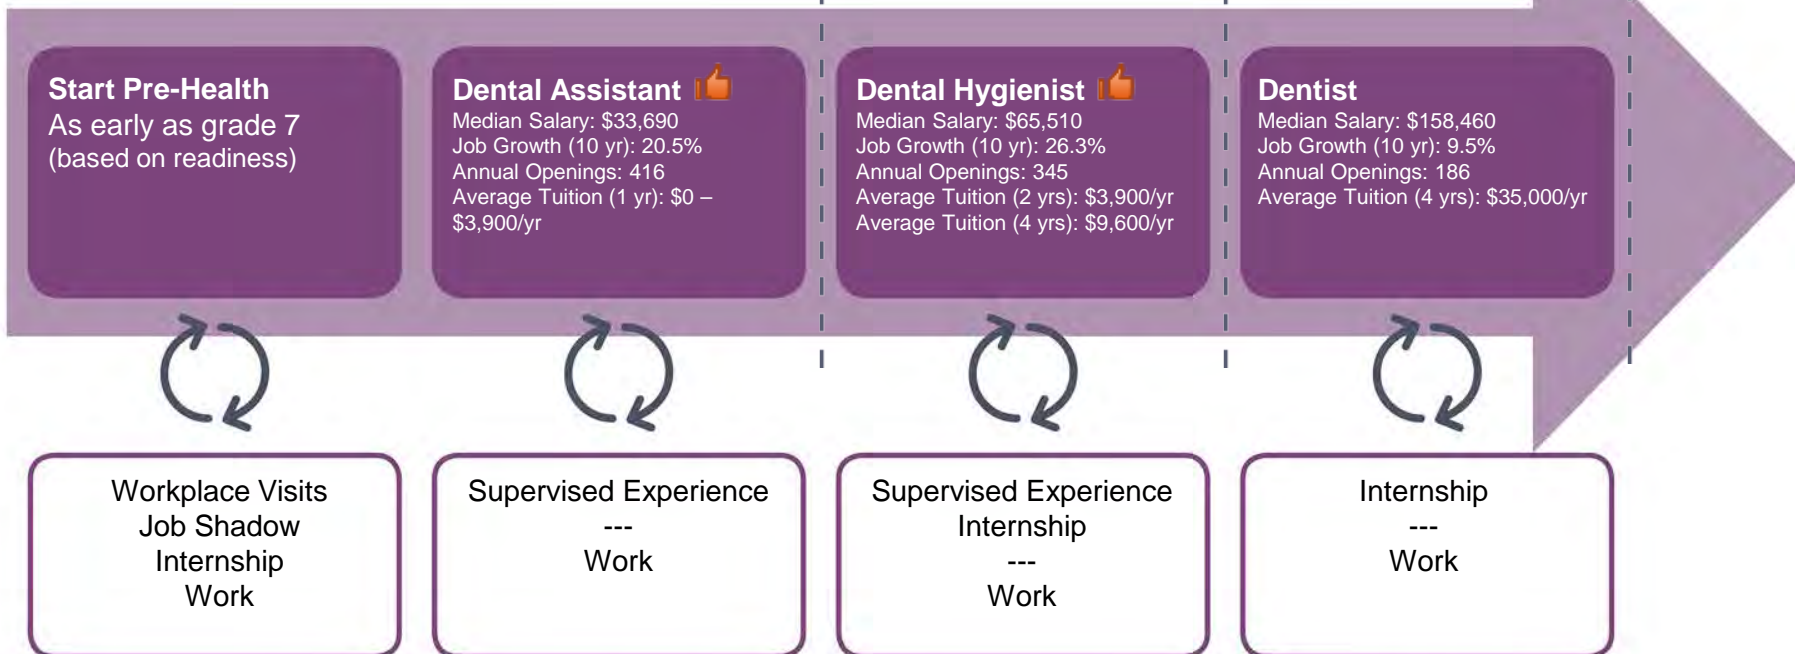 Start Pre-Health
As early as grade 7
(based on readiness)
Dental Assistant
Median Salary: $33,690
Job Growth (10 yr): 20.5%
Annual Openings: 416
Average Tuition (1 yr): $0 –
$3,900/yr
Dental Hygienist
Median Salary: $65,510
Job Growth (10 yr): 26.3%
Annual Openings: 345
Average Tuition (2 yrs): $3,900/yr
Average Tuition (4 yrs): $9,600/yr
Dentist
Median Salary: $158,460
Job Growth (10 yr): 9.5%
Annual Openings: 186
Average Tuition (4 yrs): $35,000/yr
Workplace Visits
Job Shadow
Internship
Work
Supervised Experience
---
Work
Supervised Experience
Internship
---
Work
Internship
---
Work